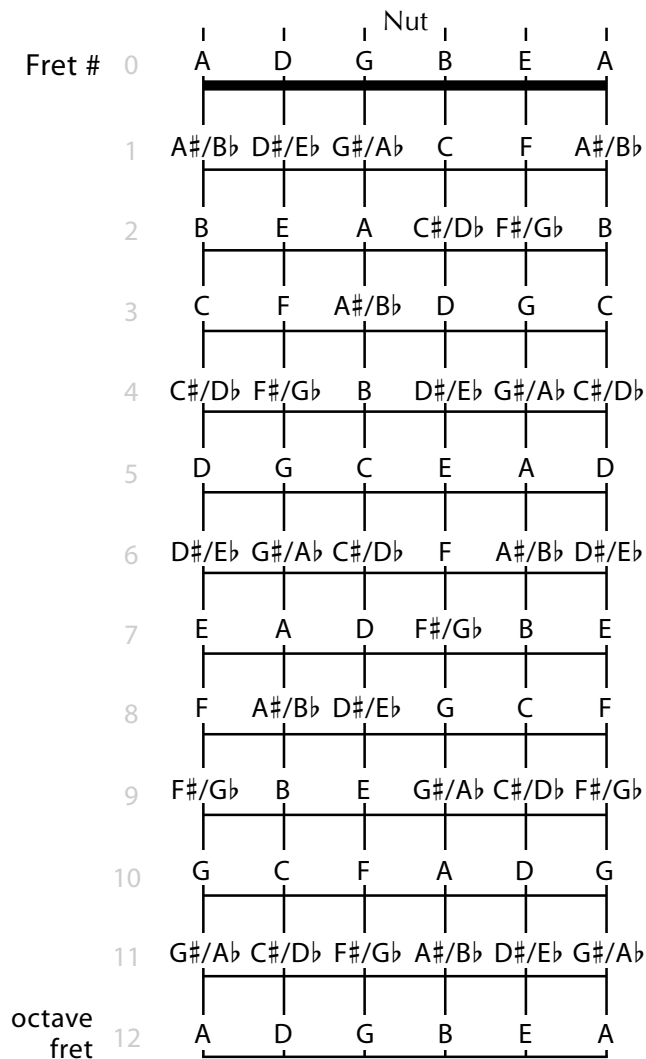 Nut
Fret # 0 A D G B E A
1 A♯/B♭ D♯/E♭ G♯/A♭ C F A♯/B♭
2 B E A C♯/D♭ F♯/G♭ B
3 C F A♯/B♭ D G C
4 C♯/D♭ F♯/G♭ B D♯/E♭ G♯/A♭ C♯/D♭
5 D G C E A D
6 D♯/E♭ G♯/A♭ C♯/D♭ F A♯/B♭ D♯/E♭
7 E A D F♯/G♭ B E
8 F A♯/B♭ D♯/E♭ G C F
9 F♯/G♭ B E G♯/A♭ C♯/D♭ F♯/G♭
10 G C F A D G
11 G♯/A♭ C♯/D♭ F♯/G♭ A♯/B♭ D♯/E♭ G♯/A♭
octave
fret 12 A D G B E A